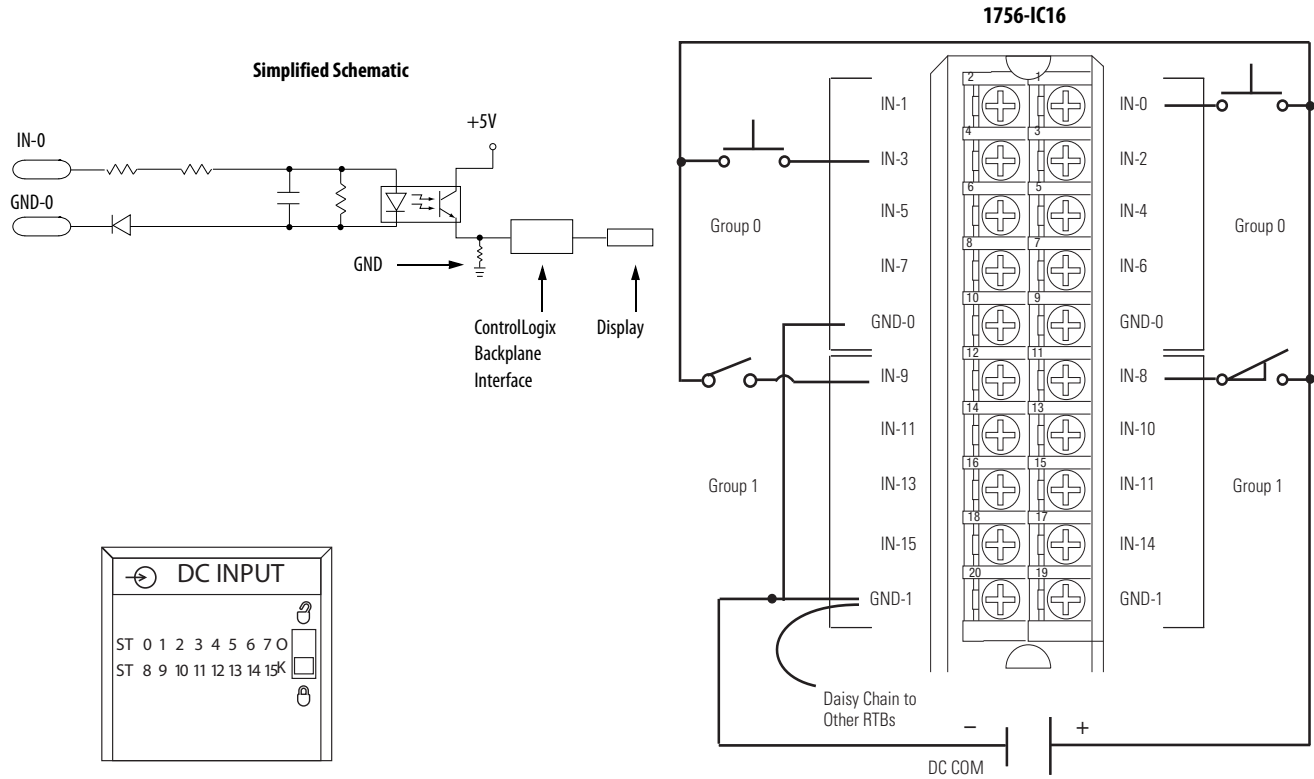 1756-IC16
Simplified Schematic
IN-0
GND-0
+5V
GND
ControlLogix
Backplane
Interface
Display
DC INPUT
ST 0 1 2 3 4 5 6 7 O
ST 8 9 10 11 12 13 14 15 K
2 1
IN-1 IN-0
4 3
IN-3 IN-2
6 5
IN-5 IN-4
Group 0 Group 0
8 7
IN-7 IN-6
10 9
GND-0 GND-0
12 11
IN-9 IN-8
14 13
IN-11 IN-10
16 15
IN-13 IN-11
Group 1 Group 1
18 17
IN-15 IN-14
20 19
GND-1 GND-1
Daisy Chain to
Other RTBs
– +
DC COM